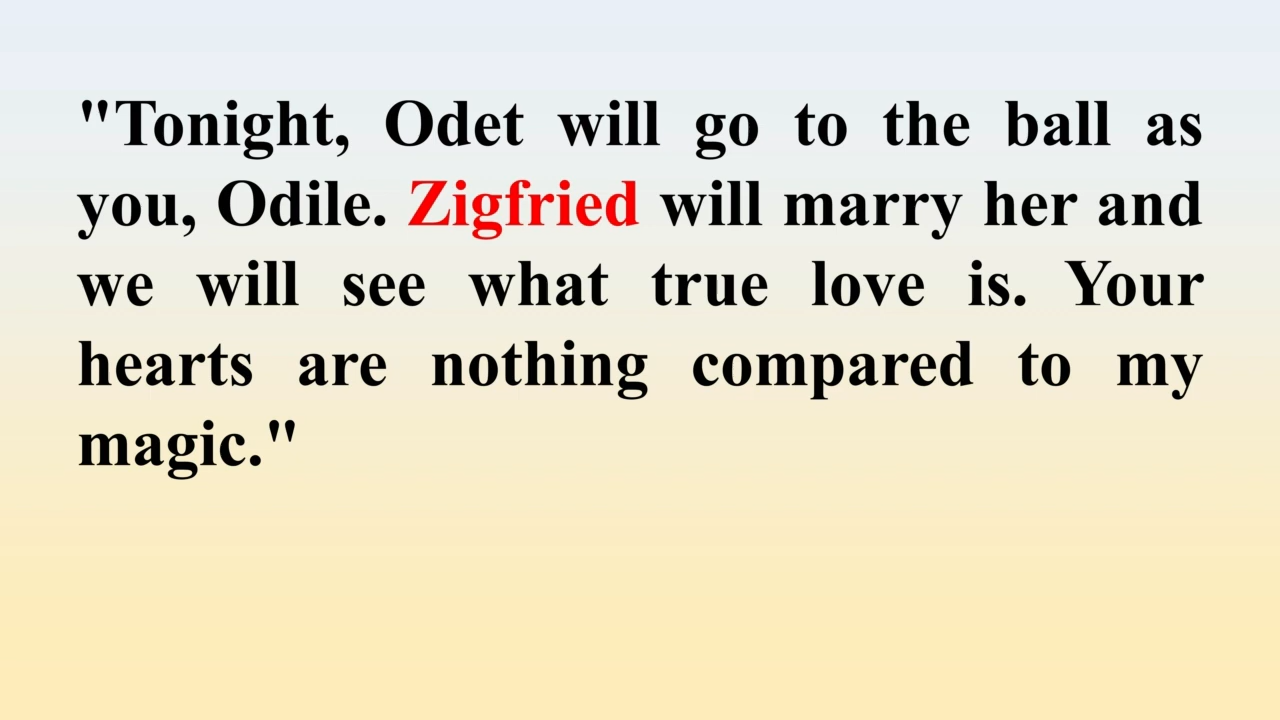 "Tonight, Odet will go to the ball as
you, Odile. Zigfried will marry her and
we will see what true love is. Your
hearts are nothing compared to my
magic."